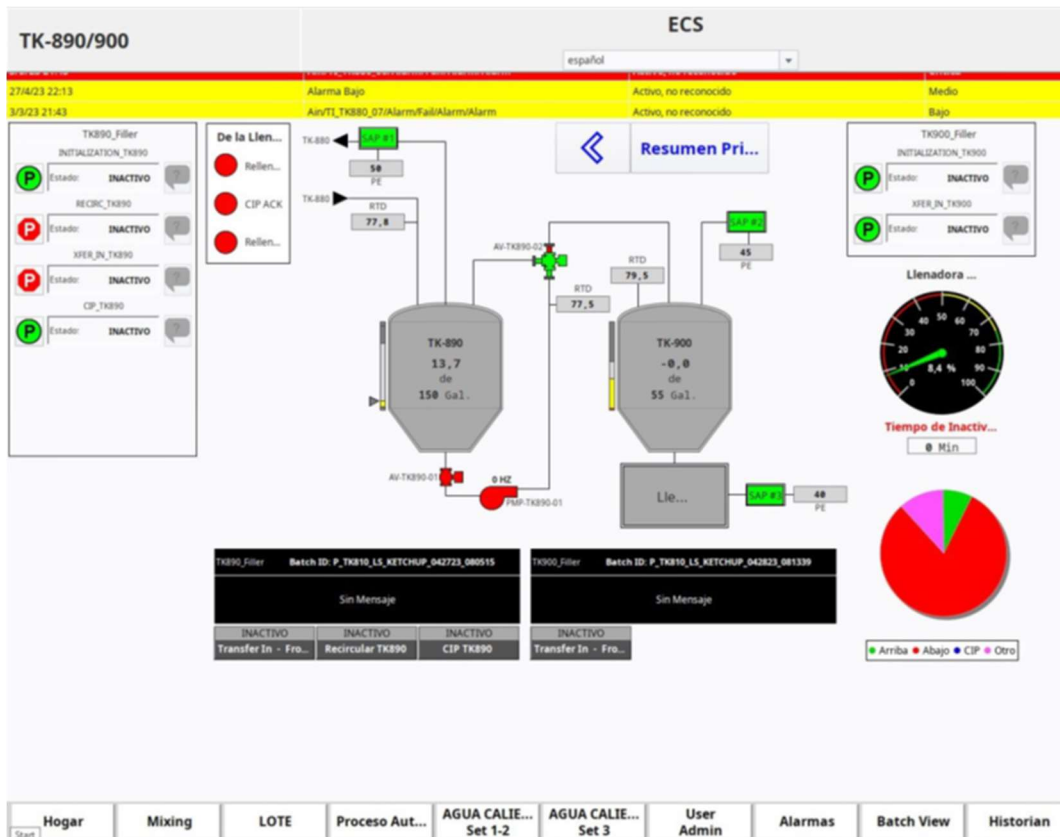 TK-890/900
ECS
español
27/4/23 22:13 Alarma Bajo Activo, no reconocido Medio
3/3/23 21:43 Ain/TI_TK880_07/Alarm/Fail/Alarm/Alarm Activo, no reconocido Bajo
TK890_Filler
INITIALIZATION_TK890
P Estado: INACTIVO ?
RECIRC_TK890
P Estado: INACTIVO ?
XFER_IN_TK890
P Estado: INACTIVO ?
CIP_TK890
P Estado: INACTIVO ?
De la Llen...
Rellen...
CIP ACK
Rellen...
TK-880
SAP #1
50
PE
TK-880
RTD
77,8
Resumen Pri...
AV-TK890-02
RTD
77,5
RTD
79,5
SAP #2
45
PE
TK-890
13,7
de
150 Gal.
TK-900
-0,0
de
55 Gal.
AV-TK890-01
0 HZ
PMP-TK890-01
Lle...
SAP #3
40
PE
TK900_Filler
INITIALIZATION_TK900
P Estado: INACTIVO ?
XFER_IN_TK900
P Estado: INACTIVO ?
Llenadora ...
0 10 20 30 40 50 60 70 80 90 100
8,4 %
Tiempo de Inactiv...
0 Min
Arriba Abajo CIP Otro
TK890_Filler Batch ID: P_TK810_LS_KETCHUP_042723_080515
Sin Mensaje
INACTIVO INACTIVO INACTIVO
Transfer In - Fro... Recircular TK890 CIP TK890
TK900_Filler Batch ID: P_TK810_LS_KETCHUP_042823_081339
Sin Mensaje
INACTIVO
Transfer In - Fro...
Hogar
Start
Mixing
LOTE
Proceso Aut...
AGUA CALIE...
Set 1-2
AGUA CALIE...
Set 3
User
Admin
Alarmas
Batch View
Historian